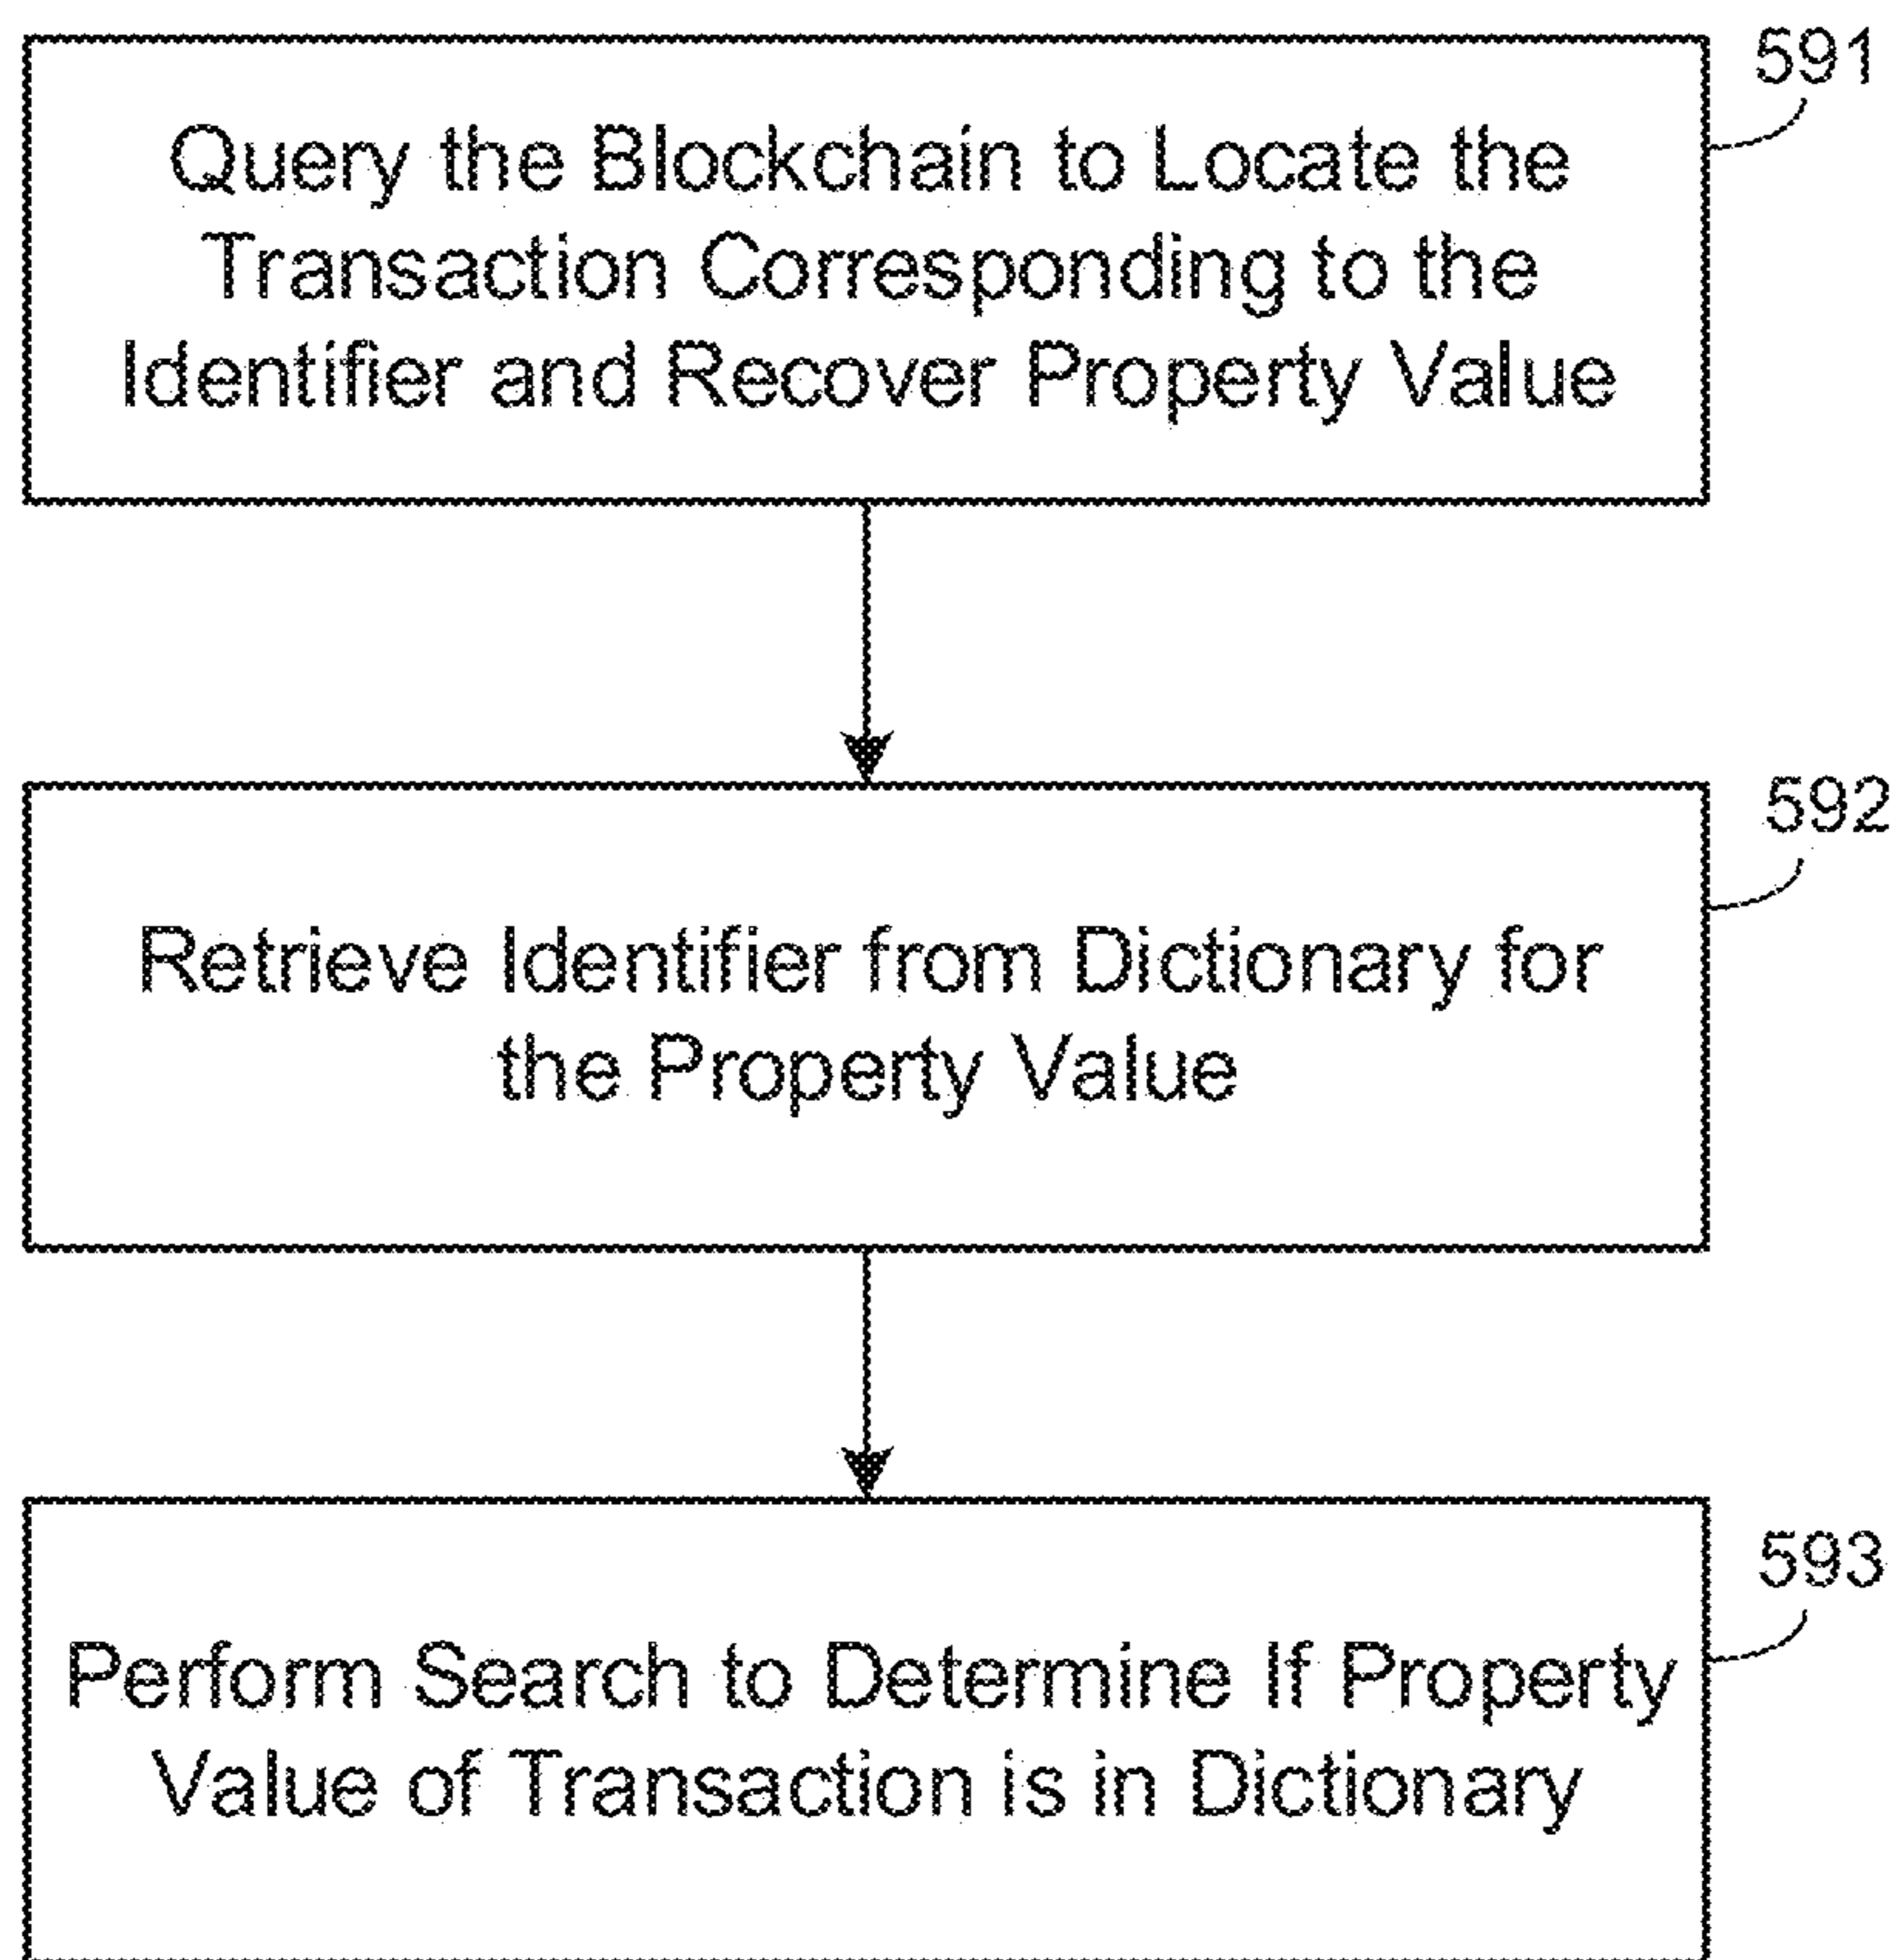 591
Query the Blockchain to Locate the
Transaction Corresponding to the
Identifier and Recover Property Value
592
Retrieve Identifier from Dictionary for
the Property Value
593
Perform Search to Determine If Property
Value of Transaction is in Dictionary